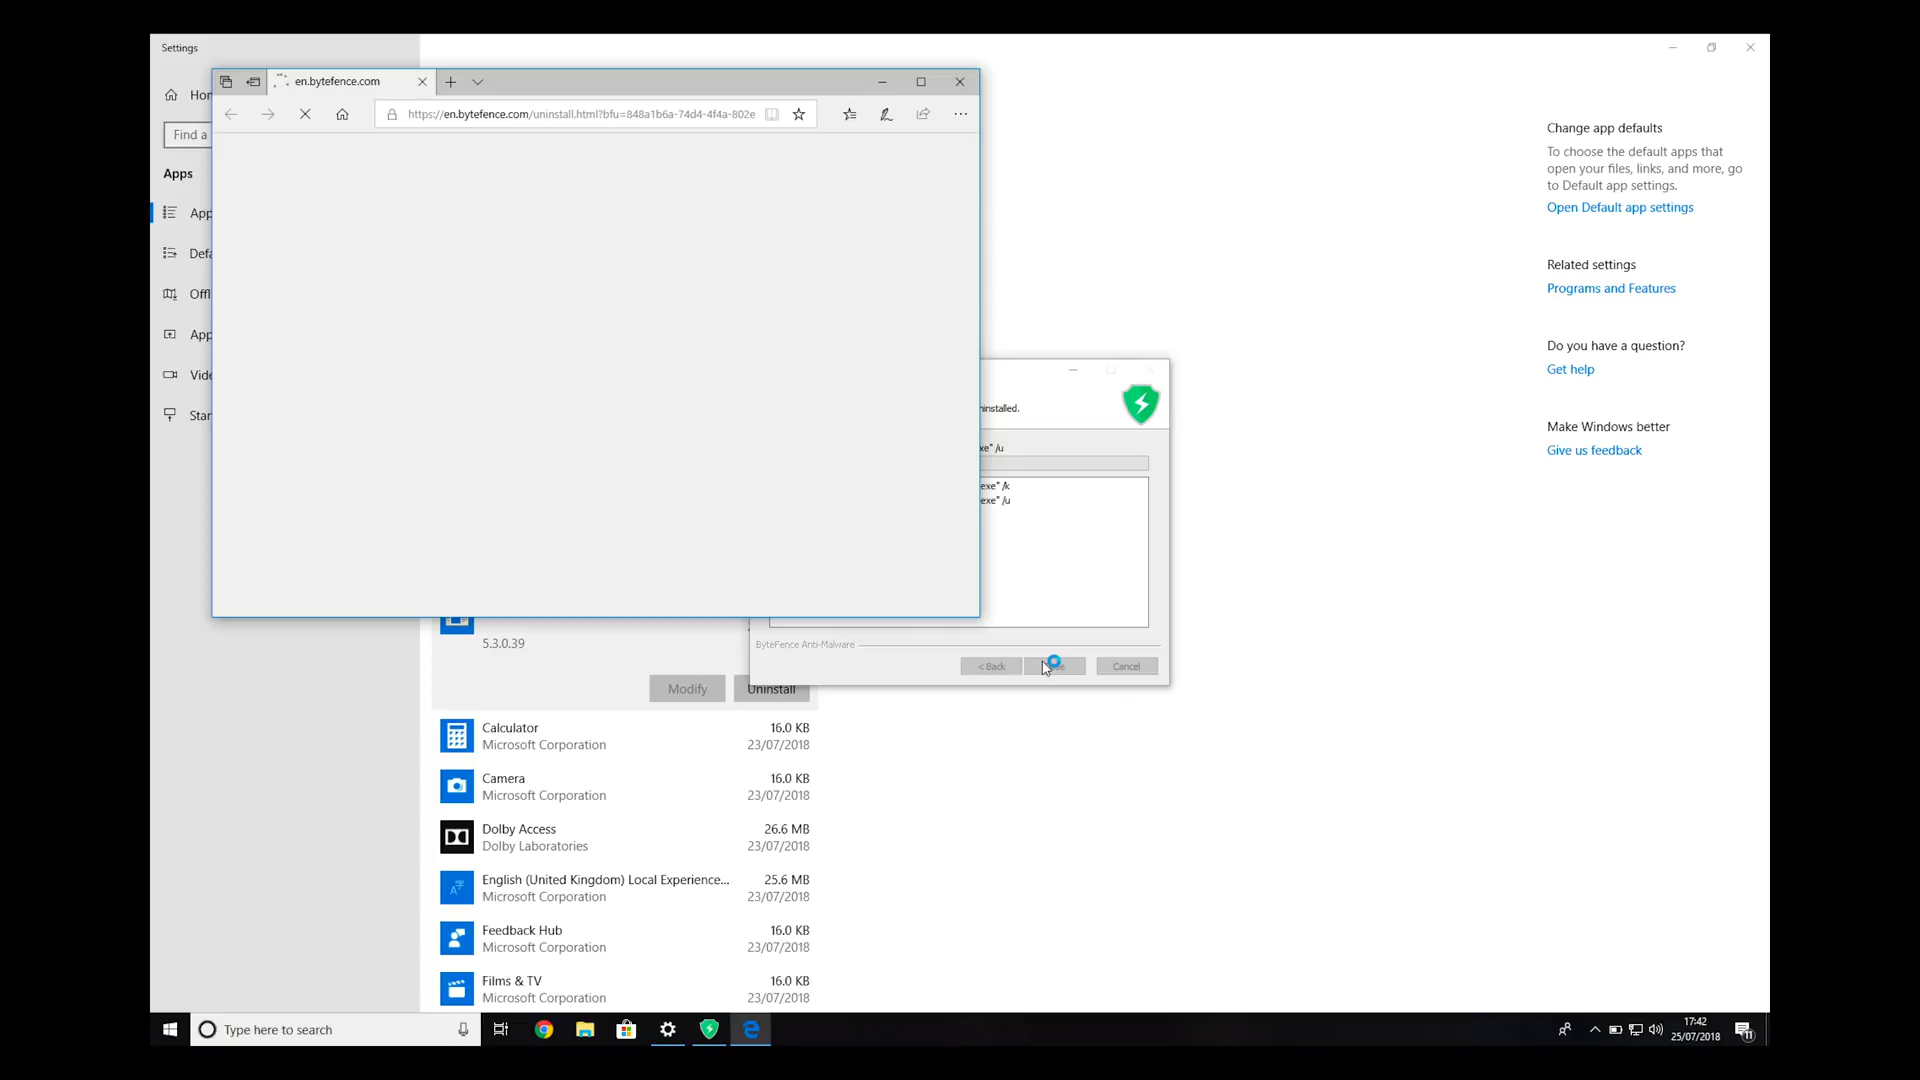 Settings
en.bytefence.com
https://en.bytefence.com/uninstall.html?bfu=848a1b6a-74d4-4f4a-802e
Hor
Find a
Apps
App
Defa
Offl
App
Vide
Star
Change app defaults
To choose the default apps that
open your files, links, and more, go
to Default app settings.
Open Default app settings
Related settings
Programs and Features
Do you have a question?
Get help
Make Windows better
Give us feedback
ninstalled.
xe" /u
exe" /k
exe" /u
ByteFence Anti-Malware
< Back
Cancel
5.3.0.39
Modify
Uninstall
Calculator
16.0 KB
Microsoft Corporation
23/07/2018
Camera
16.0 KB
Microsoft Corporation
23/07/2018
Dolby Access
26.6 MB
Dolby Laboratories
23/07/2018
English (United Kingdom) Local Experience...
25.6 MB
Microsoft Corporation
23/07/2018
Feedback Hub
16.0 KB
Microsoft Corporation
23/07/2018
Films & TV
16.0 KB
Microsoft Corporation
23/07/2018
Type here to search
17:42
25/07/2018
11